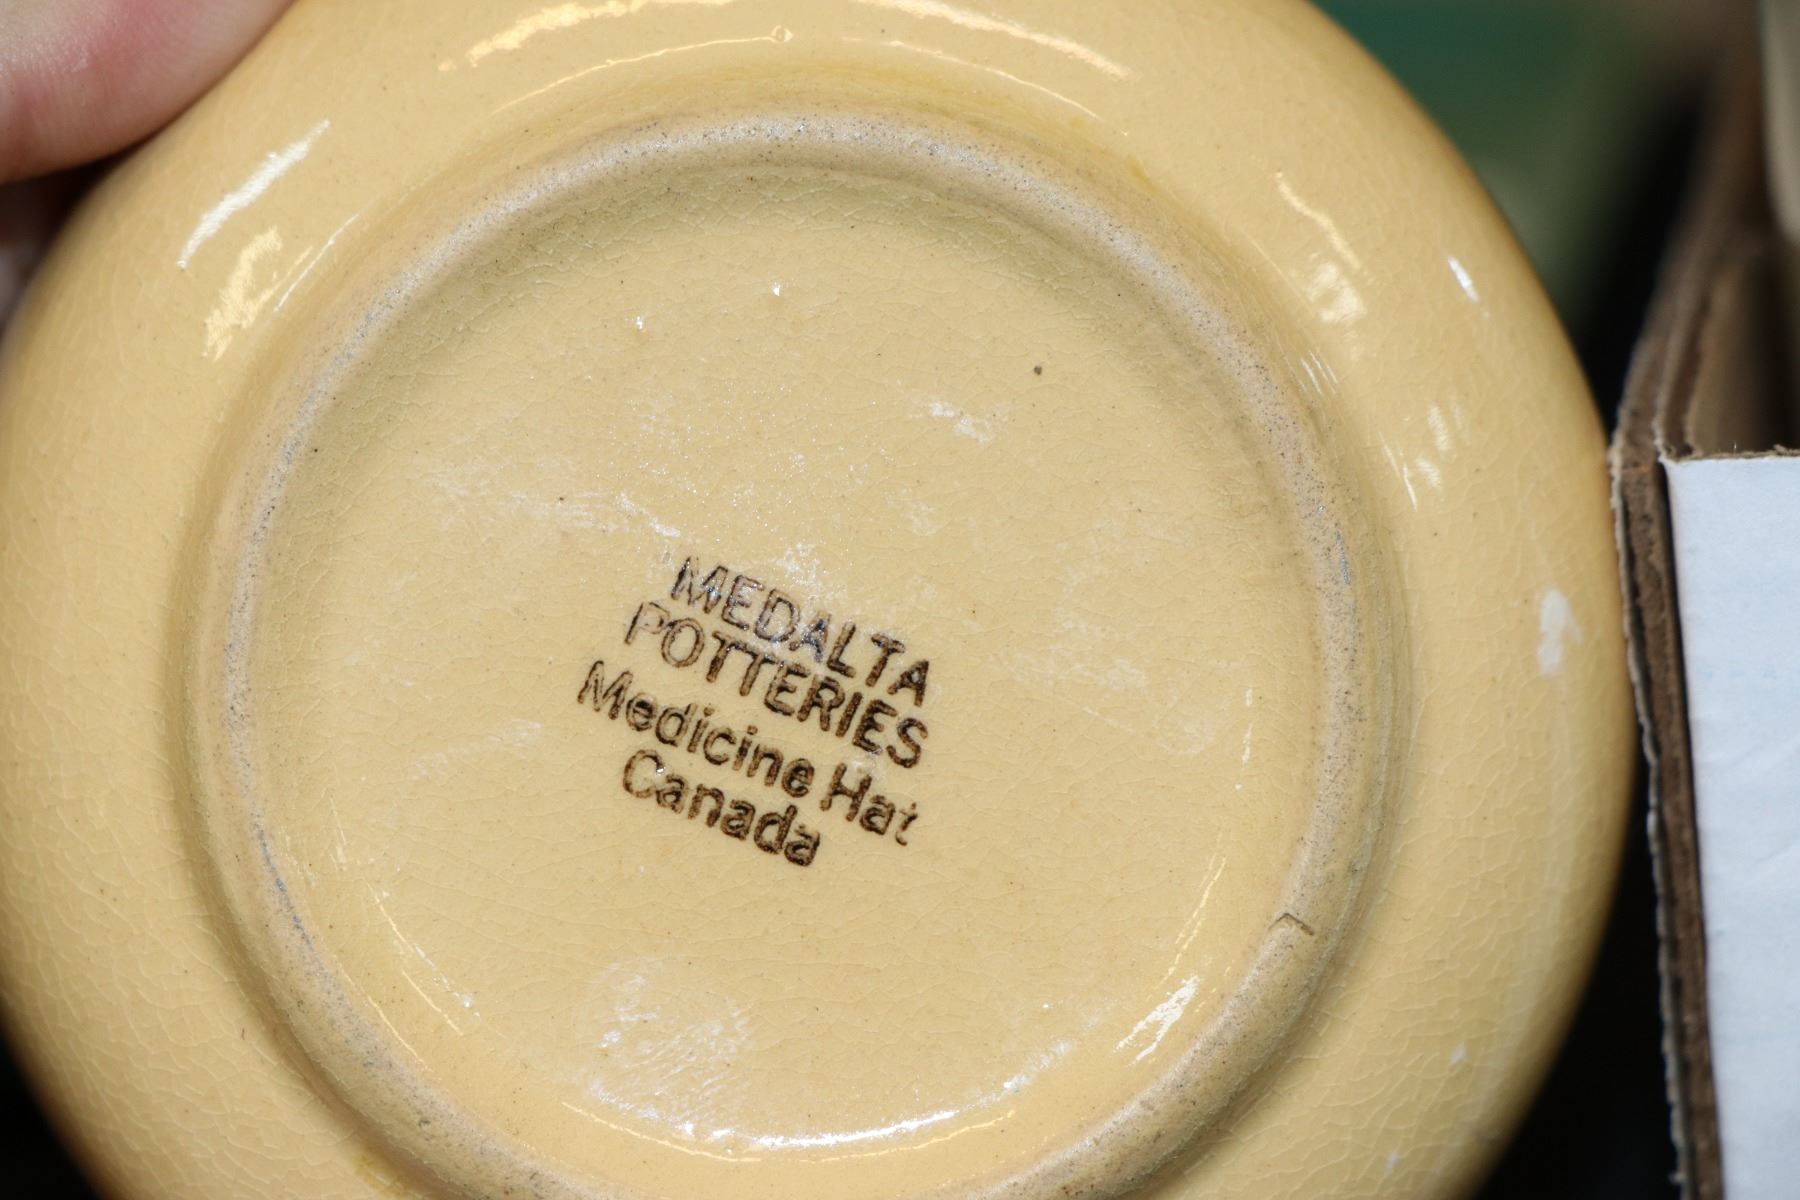 MEDALTA
POTTERIES
Medicine Hat
Canada